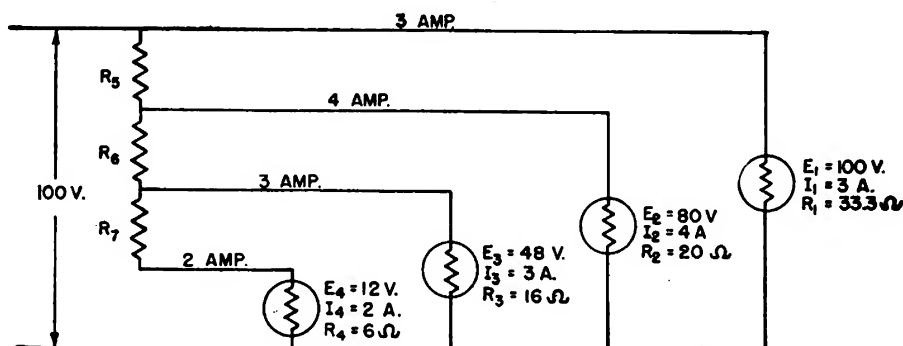 3 AMP.
R5
4 AMP.
R6
100 V.
3 AMP.
R7
2 AMP.
E1 = 100 V.
I1 = 3 A.
R1 = 33.3 Ω
E2 = 80 V
I2 = 4 A
R2 = 20 Ω
E3 = 48 V.
I3 = 3 A.
R3 = 16 Ω
E4 = 12 V.
I4 = 2 A.
R4 = 6 Ω